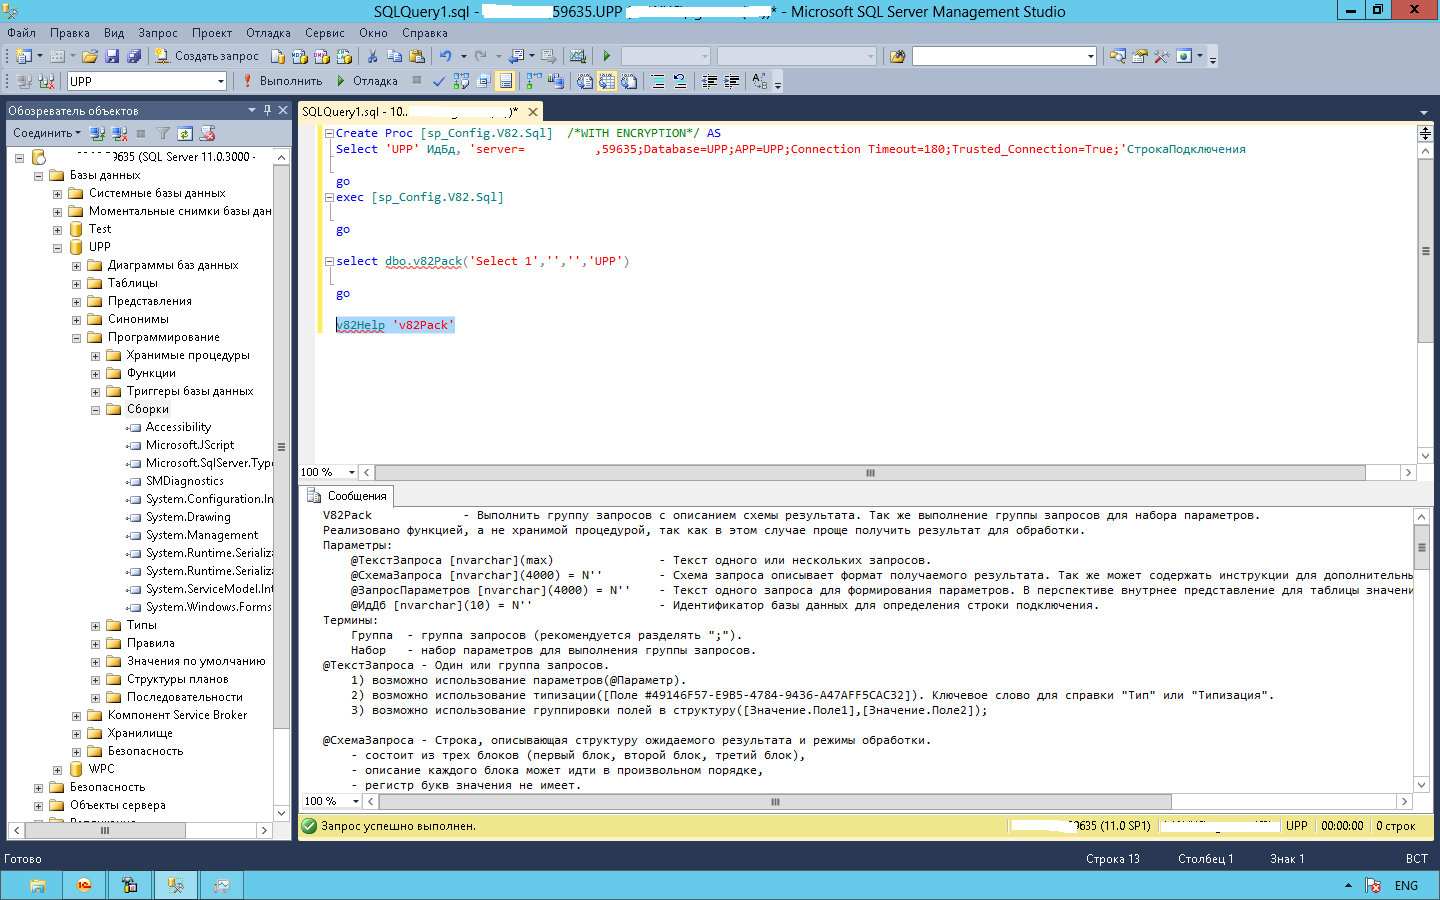 SQLQuery1.sql - 59635.UPP * - Microsoft SQL Server Management Studio
Файл Правка Вид Запрос Проект Отладка Сервис Окно Справка
Создать запрос
UPP Выполнить Отладка
Обозреватель объектов
Соединить
59635 (SQL Server 11.0.3000 -
Базы данных
Системные базы данных
Моментальные снимки базы дан
Test
UPP
Диаграммы баз данных
Таблицы
Представления
Синонимы
Программирование
Хранимые процедуры
Функции
Триггеры базы данных
Сборки
Accessibility
Microsoft.JScript
Microsoft.SqlServer.Type
SMDiagnostics
System.Configuration.In
System.Drawing
System.Management
System.Runtime.Serializa
System.Runtime.Serializa
System.ServiceModel.Int
System.Windows.Forms
Типы
Правила
Значения по умолчанию
Структуры планов
Последовательности
Компонент Service Broker
Хранилище
Безопасность
WPC
Безопасность
Объекты сервера
SQLQuery1.sql - 10.. )*
Create Proc [sp_Config.V82.Sql] /*WITH ENCRYPTION*/ AS
Select 'UPP' ИдБд, 'server= ,59635;Database=UPP;APP=UPP;Connection Timeout=180;Trusted_Connection=True;'СтрокаПодключения
go
exec [sp_Config.V82.Sql]
go
select dbo.v82Pack('Select 1','','','UPP')
go
v82Help 'v82Pack'
100 %
Сообщения
V82Pack - Выполнить группу запросов с описанием схемы результата. Так же выполнение группы запросов для набора параметров.
Реализовано функцией, а не хранимой процедурой, так как в этом случае проще получить результат для обработки.
Параметры:
@ТекстЗапроса [nvarchar](max) - Текст одного или нескольких запросов.
@СхемаЗапроса [nvarchar](4000) = N'' - Схема запроса описывает формат получаемого результата. Так же может содержать инструкции для дополнительны
@ЗапросПараметров [nvarchar](4000) = N'' - Текст одного запроса для формирования параметров. В перспективе внутрнее представление для таблицы значени
@ИдДб [nvarchar](10) = N'' - Идентификатор базы данных для определения строки подключения.
Термины:
Группа - группа запросов (рекомендуется разделять ";").
Набор - набор параметров для выполнения группы запросов.
@ТекстЗапроса - Один или группа запросов.
1) возможно использование параметров(@Параметр).
2) возможно использование типизации([Поле #49146F57-E9B5-4784-9436-A47AFF5CAC32]). Ключевое слово для справки "Тип" или "Типизация".
3) возможно использование группировки полей в структуру([Значение.Поле1],[Значение.Поле2]);
@СхемаЗапроса - Строка, описывающая структуру ожидаемого результата и режимы обработки.
- состоит из трех блоков (первый блок, второй блок, третий блок),
- описание каждого блока может идти в произвольном порядке,
- регистр букв значения не имеет.
100 %
Запрос успешно выполнен. 59635 (11.0 SP1) UPP 00:00:00 0 строк
Готово Строка 13 Столбец 1 Знак 1 ВСТ
ENG